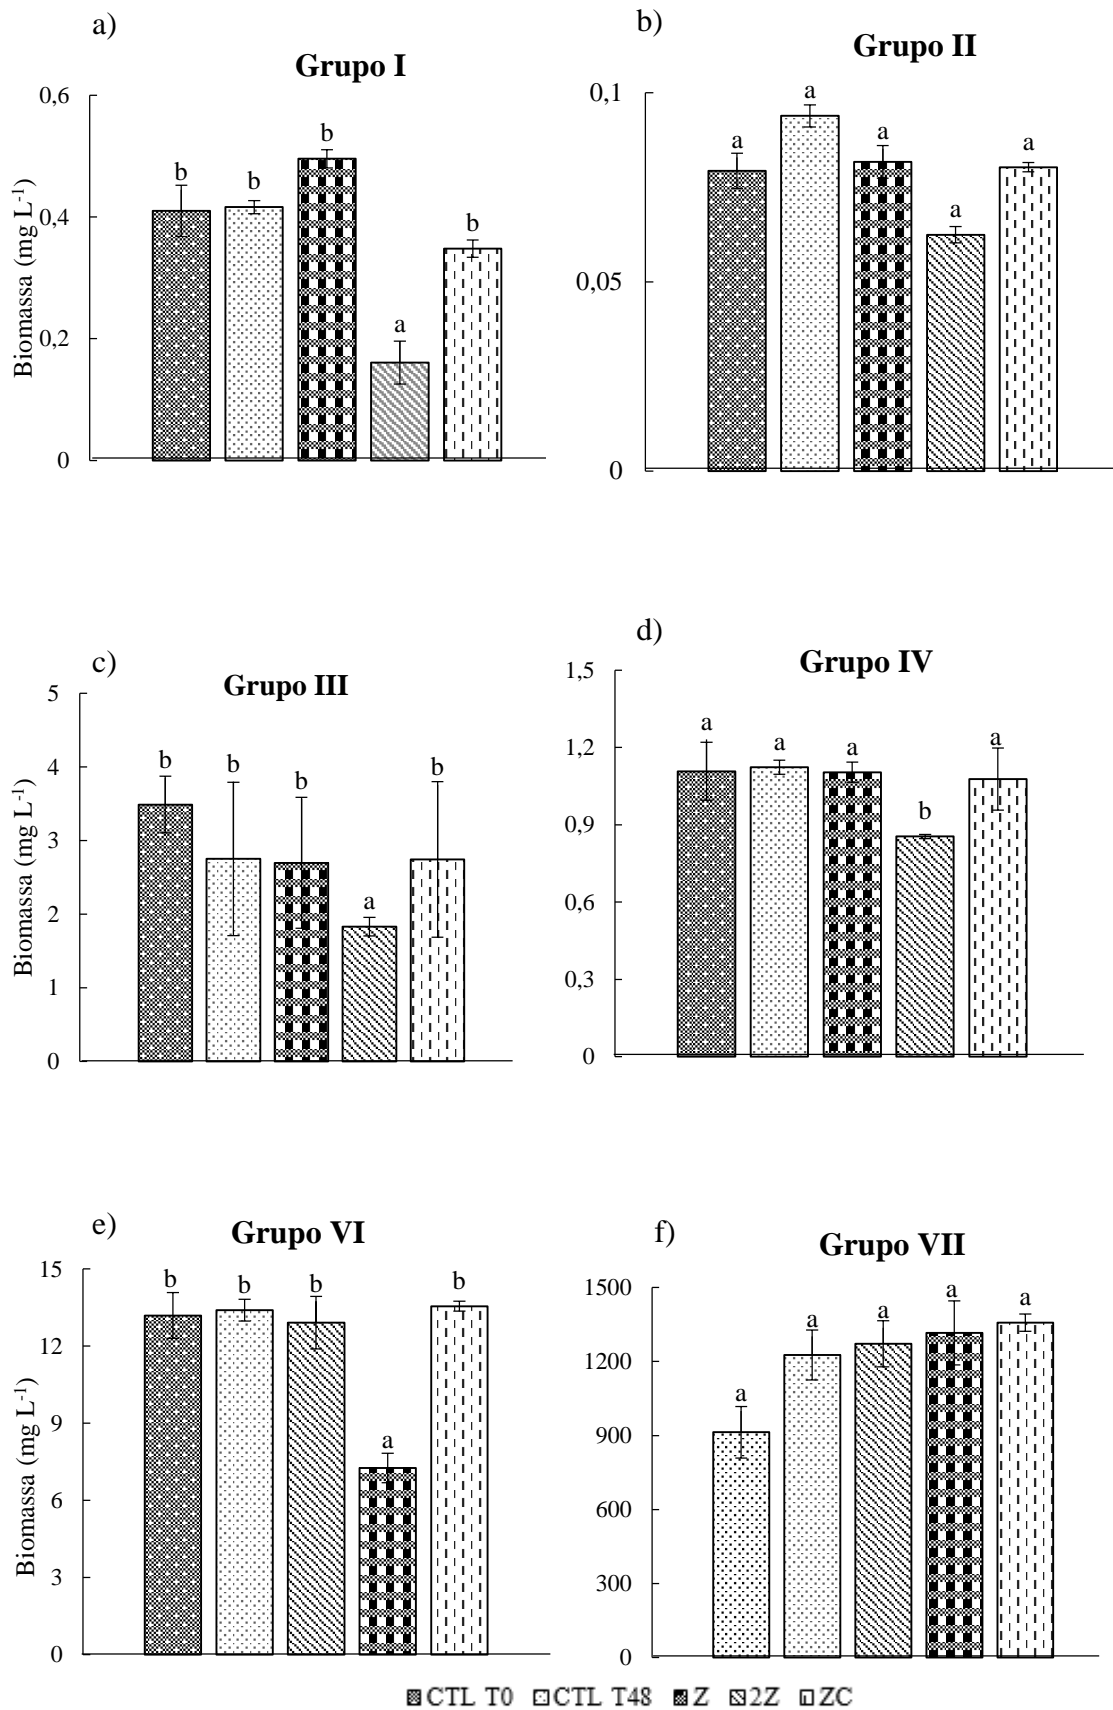 a)
Grupo I
Biomassa (mg L-1)
0,6
0,4
0,2
0
b
b
b
a
b
b)
Grupo II
0,1
0,05
0
a
a
a
a
a
c)
Grupo III
Biomassa (mg L-1)
5
4
3
2
1
0
b
b
b
a
b
d)
Grupo IV
1,5
1,2
0,9
0,6
0,3
0
a
a
a
b
a
e)
Grupo VI
Biomassa (mg L-1)
15
12
9
6
3
0
b
b
b
a
b
f)
Grupo VII
1500
1200
900
600
300
0
a
a
a
a
a
CTL T0 CTL T48 Z 2Z ZC